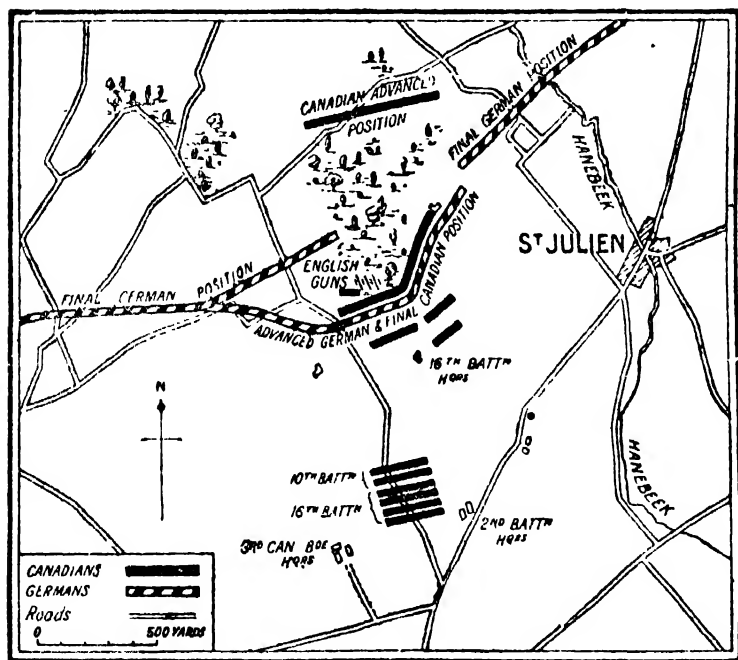 CANADIAN ADVANCED
POSITION
FINAL GERMAN POSITION
HANEBEEK
ST JULIEN
ENGLISH
GUNS
FINAL GERMAN POSITION
ADVANCED GERMAN & FINAL CANADIAN POSITION
16TH BATTN
HQRS
N
10TH BATTN
16TH BATTN
2ND BATTN
HQRS
HANEBEEK
3RD CAN BDE
HQRS
CANADIANS
GERMANS
Roads
0 500 YARDS